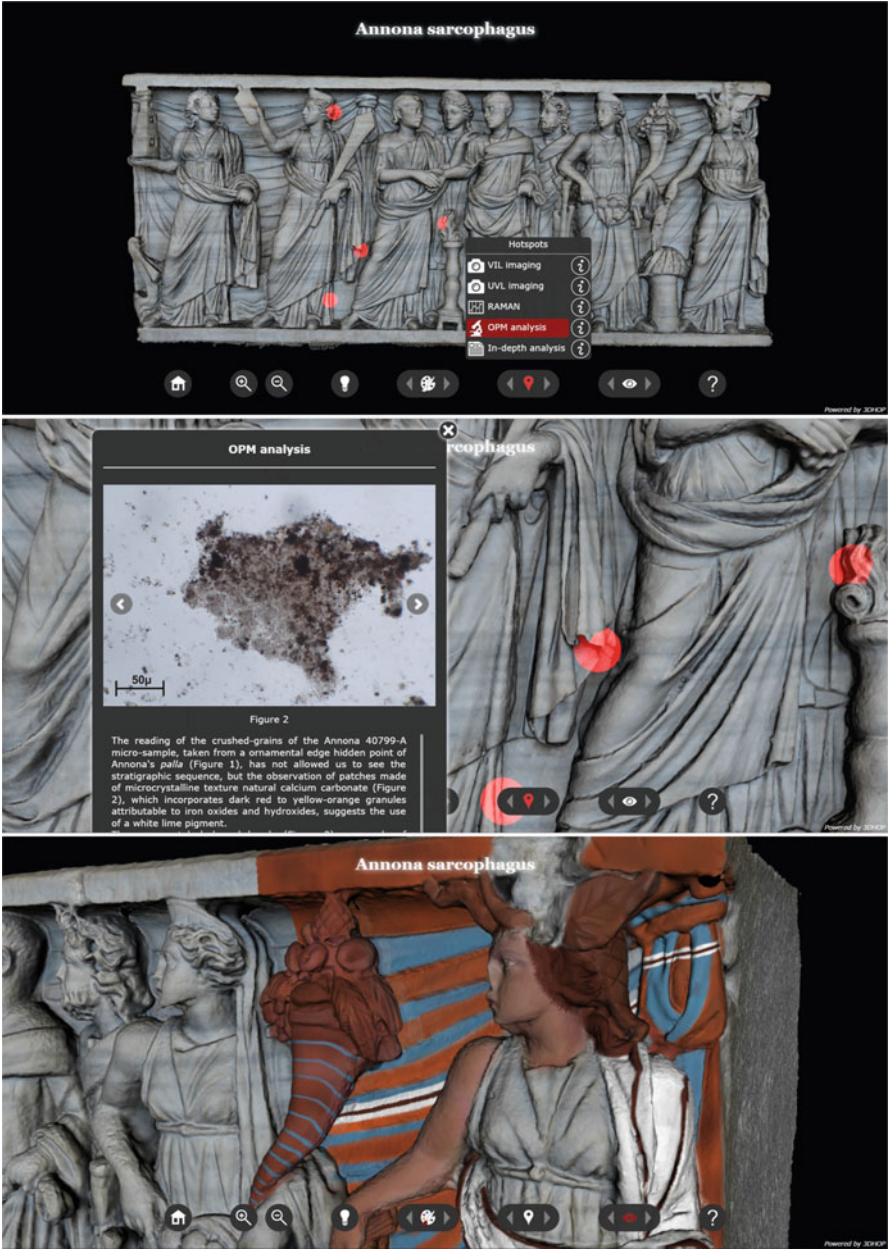 Annona sarcophagus
Hotspots
VIL imaging
UVL imaging
RAMAN
OPM analysis
In-depth analysis
?
Powered by 3DHOP
OPM analysis
rcophagus
50µ
Figure 2
The reading of the crushed-grains of the Annona 40799-A
micro-sample, taken from a ornamental edge hidden point of
Annona's palla (Figure 1), has not allowed us to see the
stratigraphic sequence, but the observation of patches made
of microcrystalline texture natural calcium carbonate (Figure
2), which incorporates dark red to yellow-orange granules
attributable to iron oxides and hydroxides, suggests the use
of a white lime pigment.
?
Powered by 3DHOP
Annona sarcophagus
?
Powered by 3DHOP